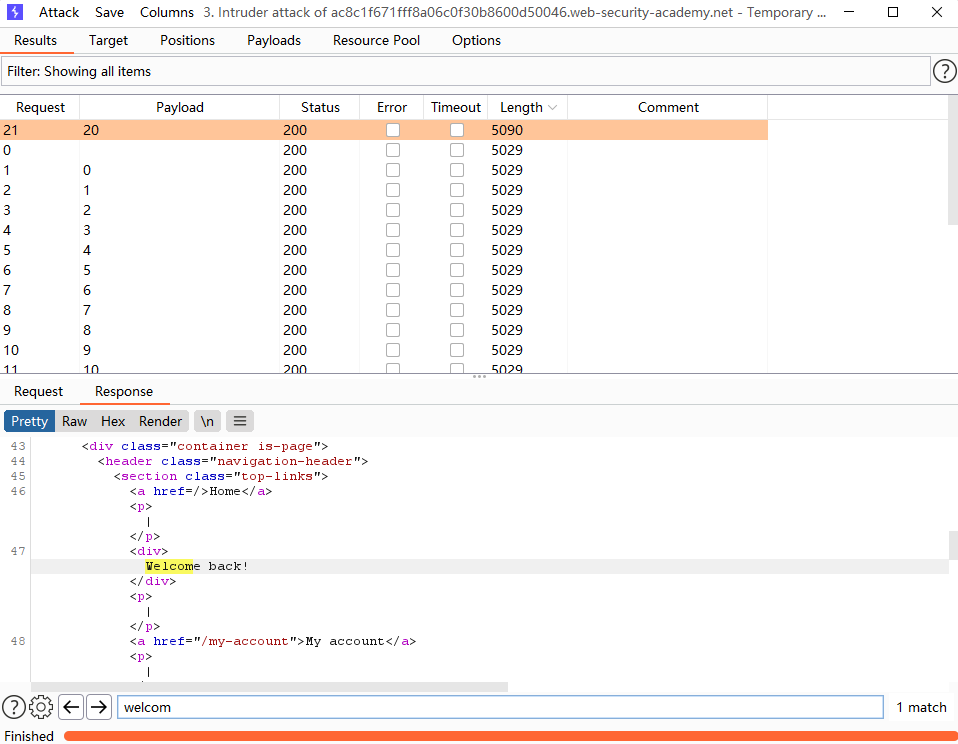 Attack Save Columns 3. Intruder attack of ac8c1f671fff8a06c0f30b8600d50046.web-security-academy.net - Temporary ...
Results Target Positions Payloads Resource Pool Options
Filter: Showing all items ?
Request Payload Status Error Timeout Length Comment
21 20 200 5090
0 200 5029
1 0 200 5029
2 1 200 5029
3 2 200 5029
4 3 200 5029
5 4 200 5029
6 5 200 5029
7 6 200 5029
8 7 200 5029
9 8 200 5029
10 9 200 5029
11 10 200 5029
Request Response
Pretty Raw Hex Render \n
43 <div class="container is-page">
44 <header class="navigation-header">
45 <section class="top-links">
46 <a href=/>Home</a>
<p>
|
</p>
47 <div>
Welcome back!
</div>
<p>
|
</p>
48 <a href="/my-account">My account</a>
<p>
|
? welcom 1 match
Finished